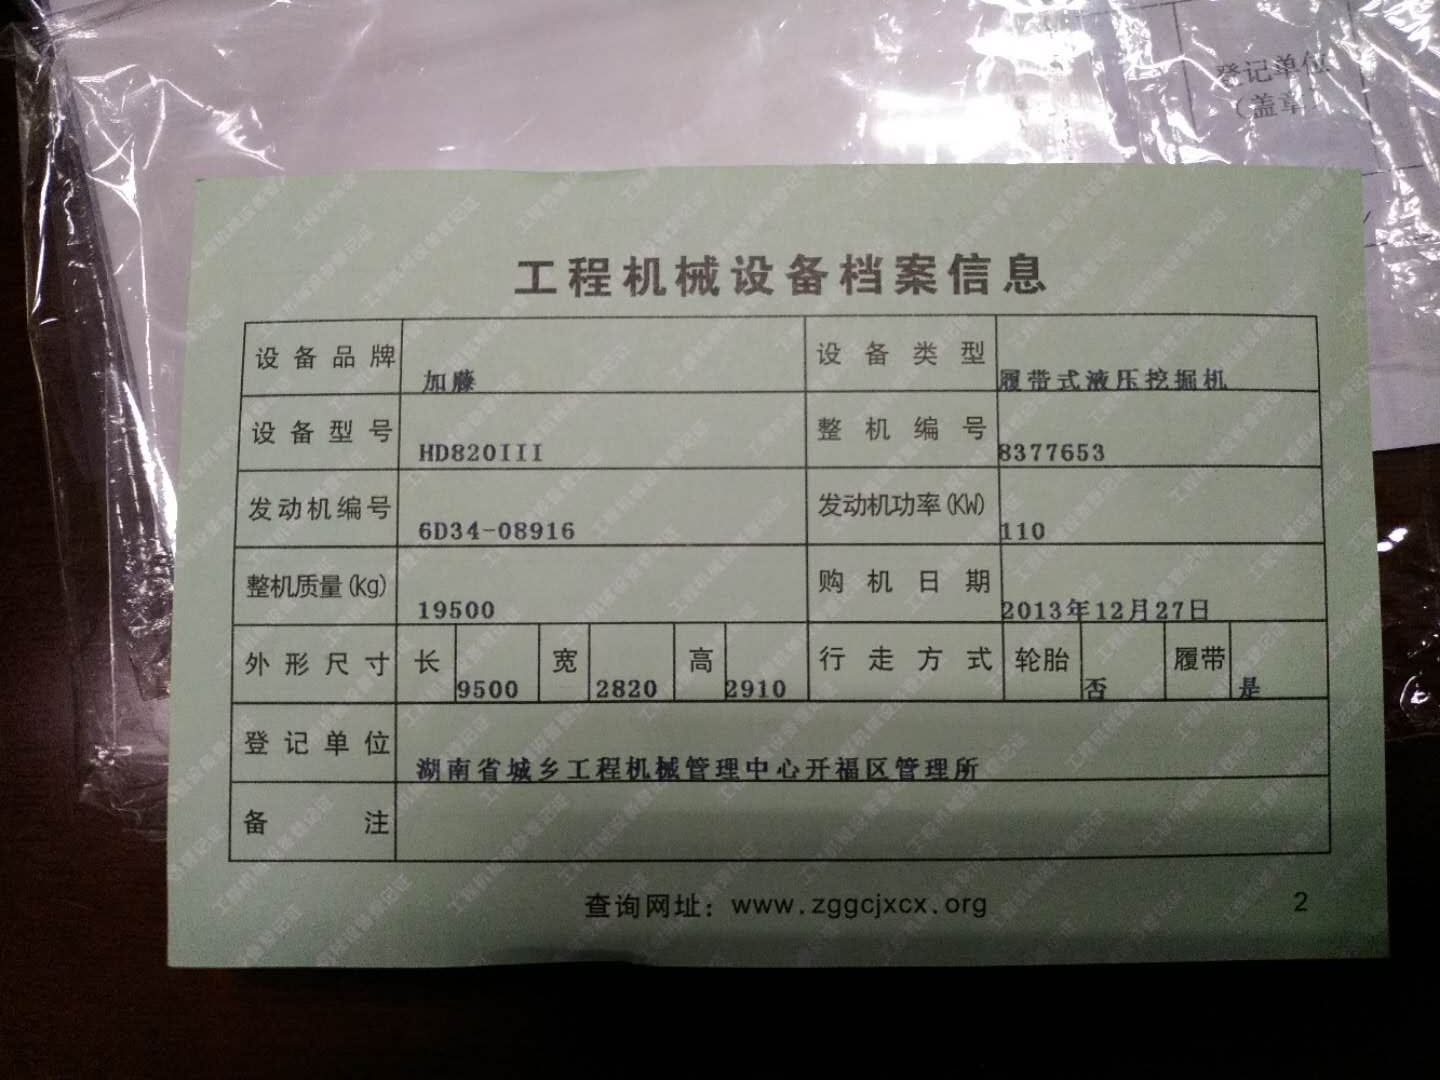 登记单位
(盖章)
工程机械设备档案信息
设备品牌 加藤 设备类型 履带式液压挖掘机
设备型号 HD820III 整机编号 8377653
发动机编号 6D34-08916 发动机功率(KW) 110
整机质量(kg) 19500 购机日期 2013年12月27日
外形尺寸 长 9500 宽 2820 高 2910 行走方式 轮胎 否 履带 是
登记单位 湖南省城乡工程机械管理中心开福区管理所
备注
查询网址：www.zggcjxcx.org 2